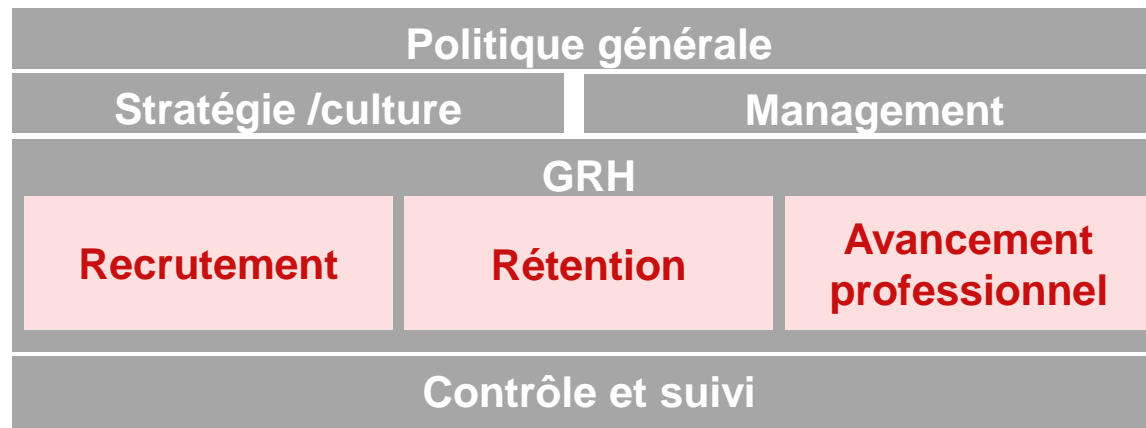 Politique générale
Stratégie /culture
Management
GRH
Recrutement
Rétention
Avancement
professionnel
Contrôle et suivi